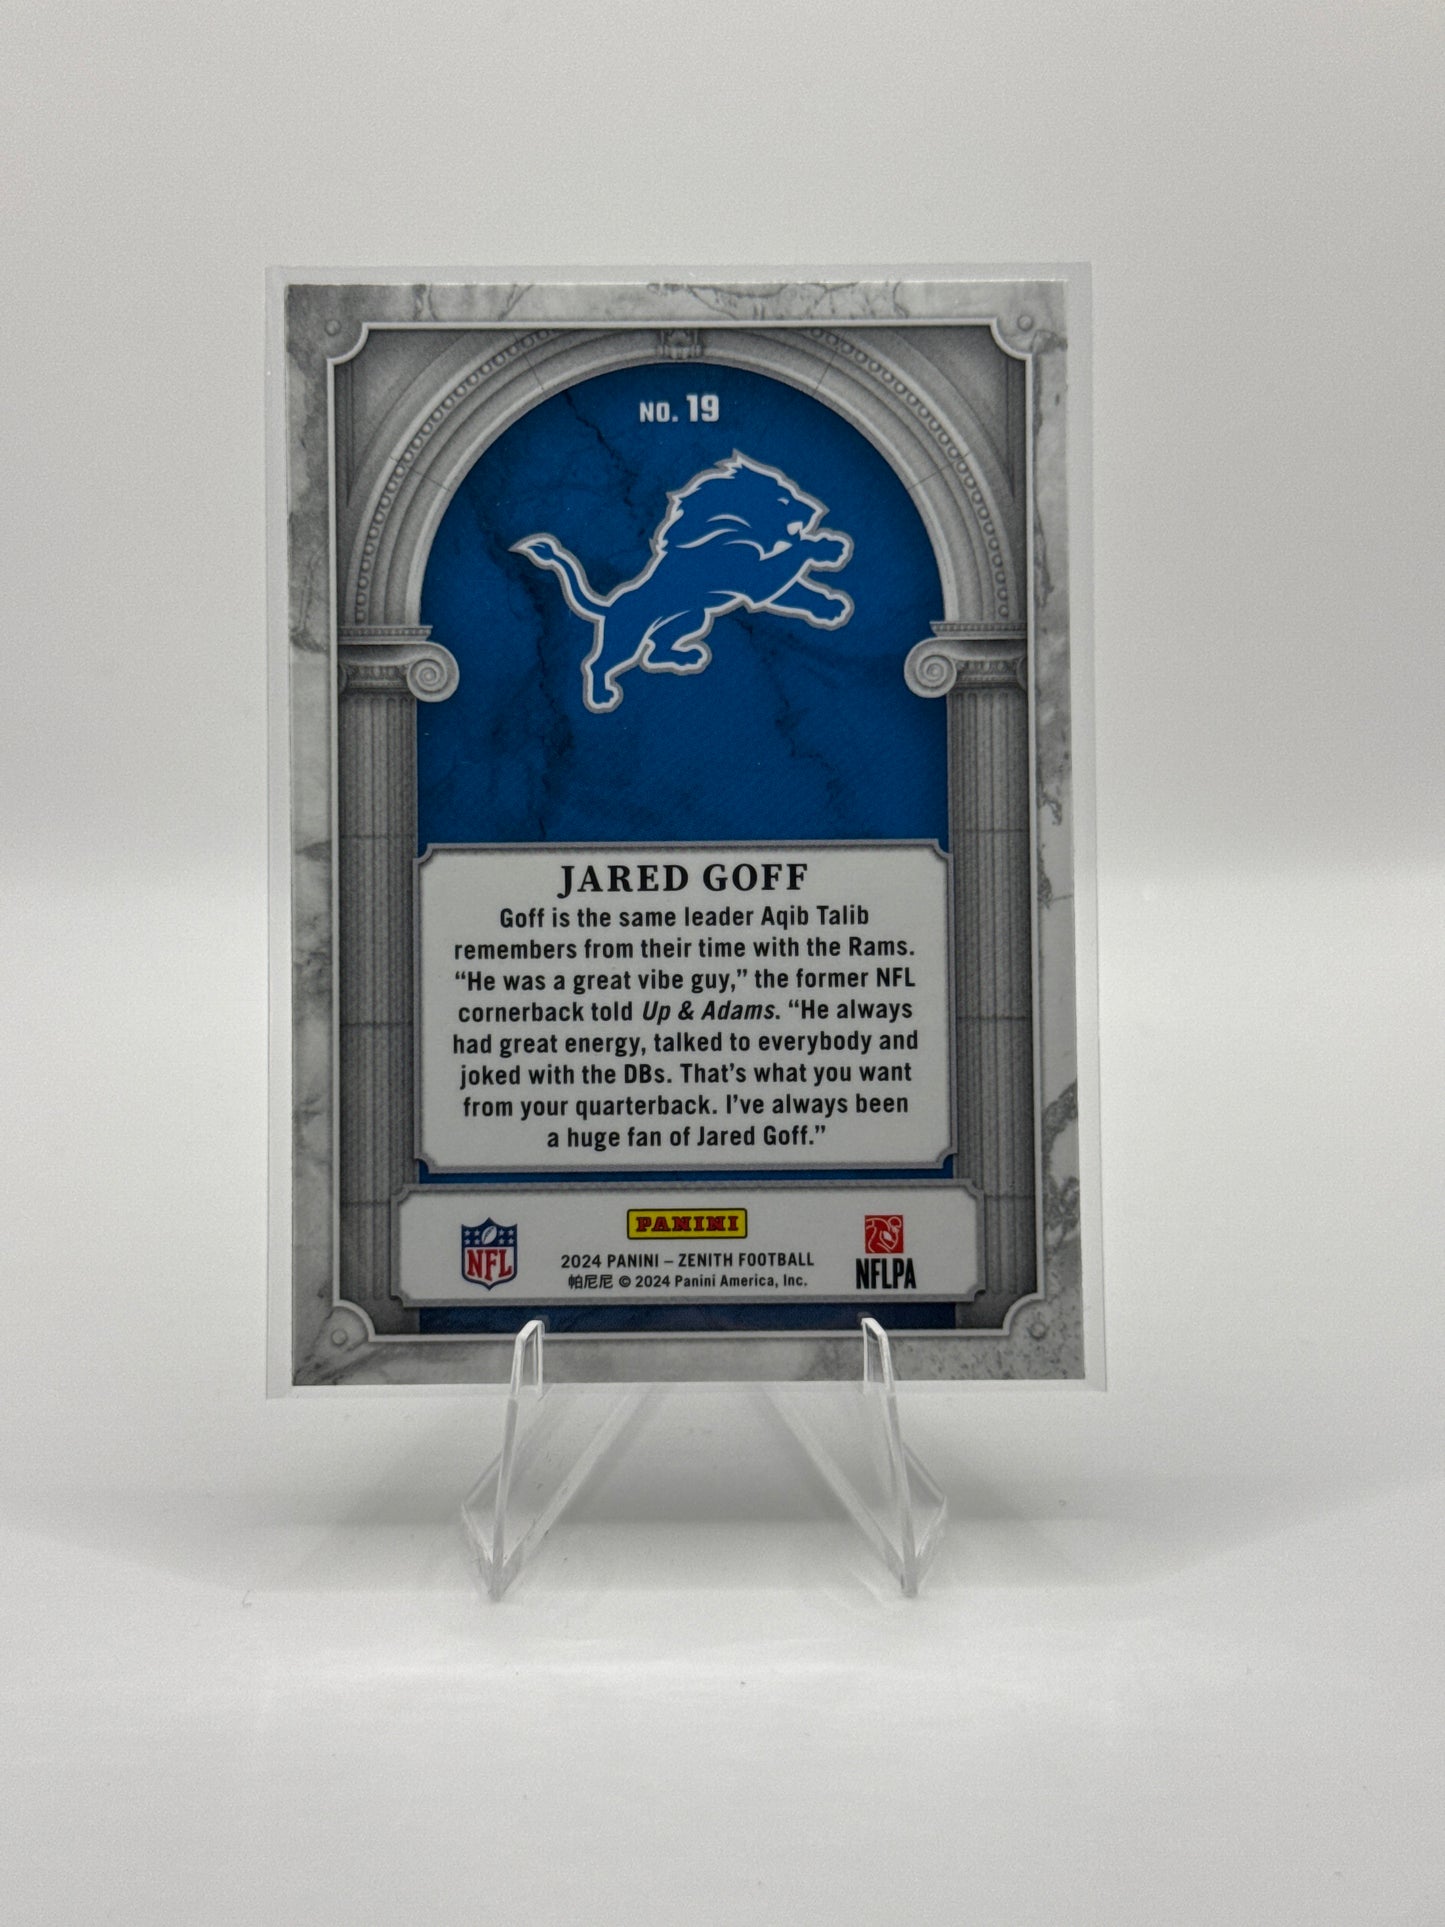 NO. 19
JARED GOFF
Goff is the same leader Aqib Talib
remembers from their time with the Rams.
“He was a great vibe guy,” the former NFL
cornerback told Up & Adams. “He always
had great energy, talked to everybody and
joked with the DBs. That’s what you want
from your quarterback. I’ve always been
a huge fan of Jared Goff.”
NFL
PANINI
2024 PANINI – ZENITH FOOTBALL
帕尼尼 © 2024 Panini America, Inc.
NFLPA